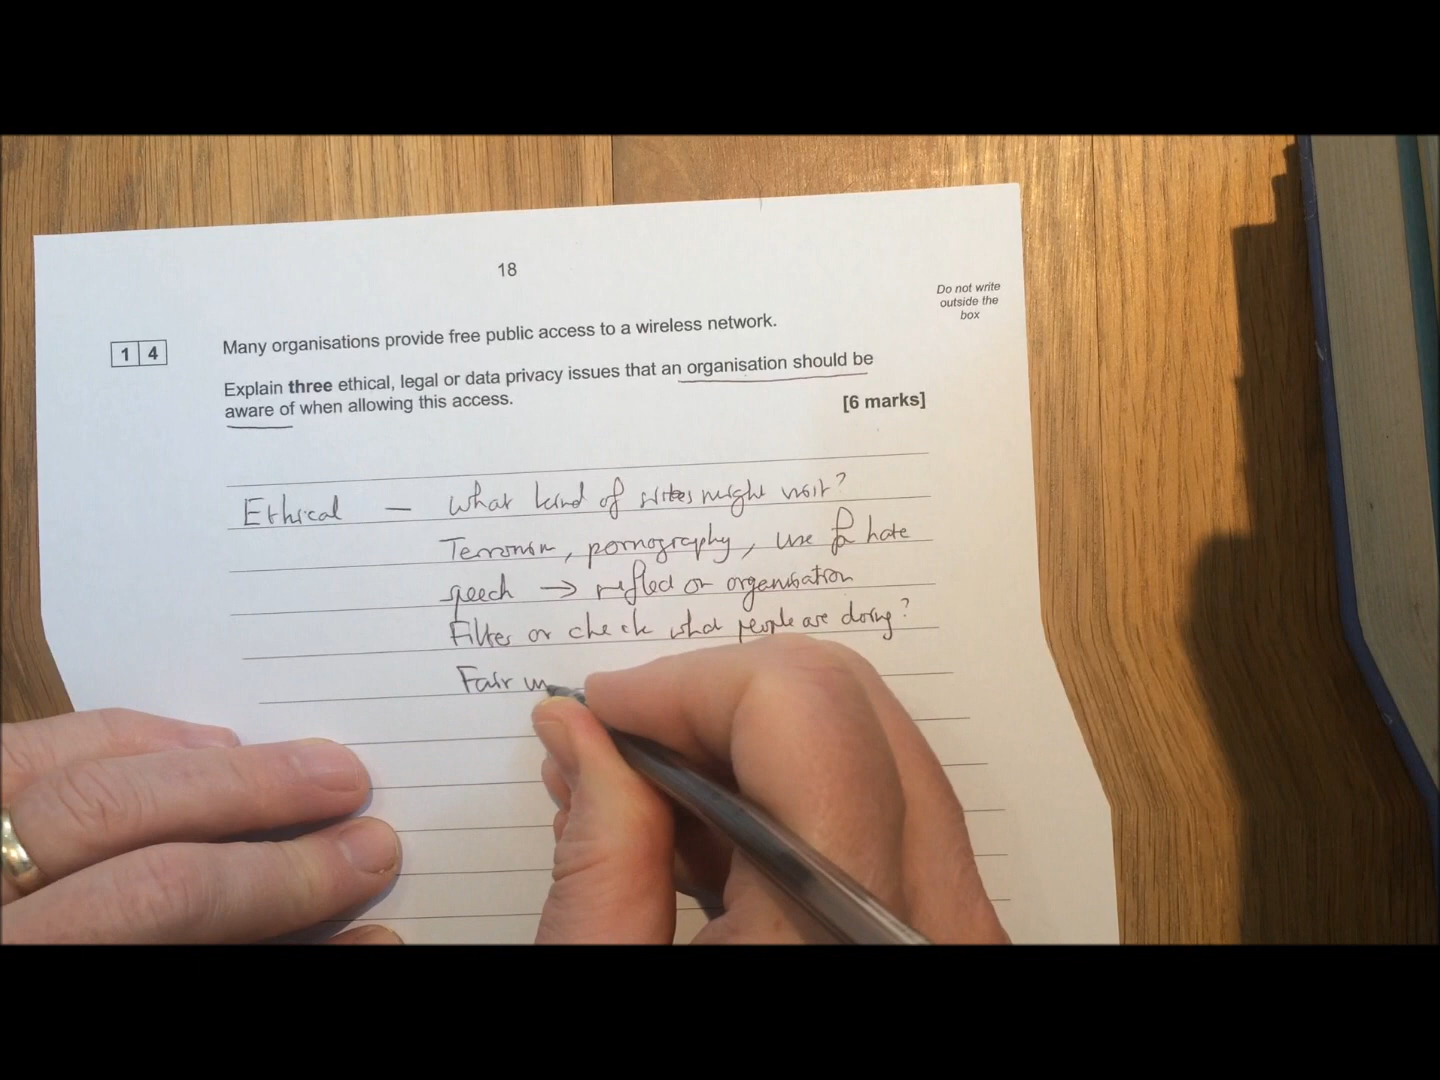 18
Do not write
outside the
box
1 4
Many organisations provide free public access to a wireless network.
Explain three ethical, legal or data privacy issues that an organisation should be
aware of when allowing this access.
[6 marks]
Ethical — What kind of sites might visit?
Terrorism, pornography, use for hate
speech → reflect on organisation
Filter or check what people are doing?
Fair